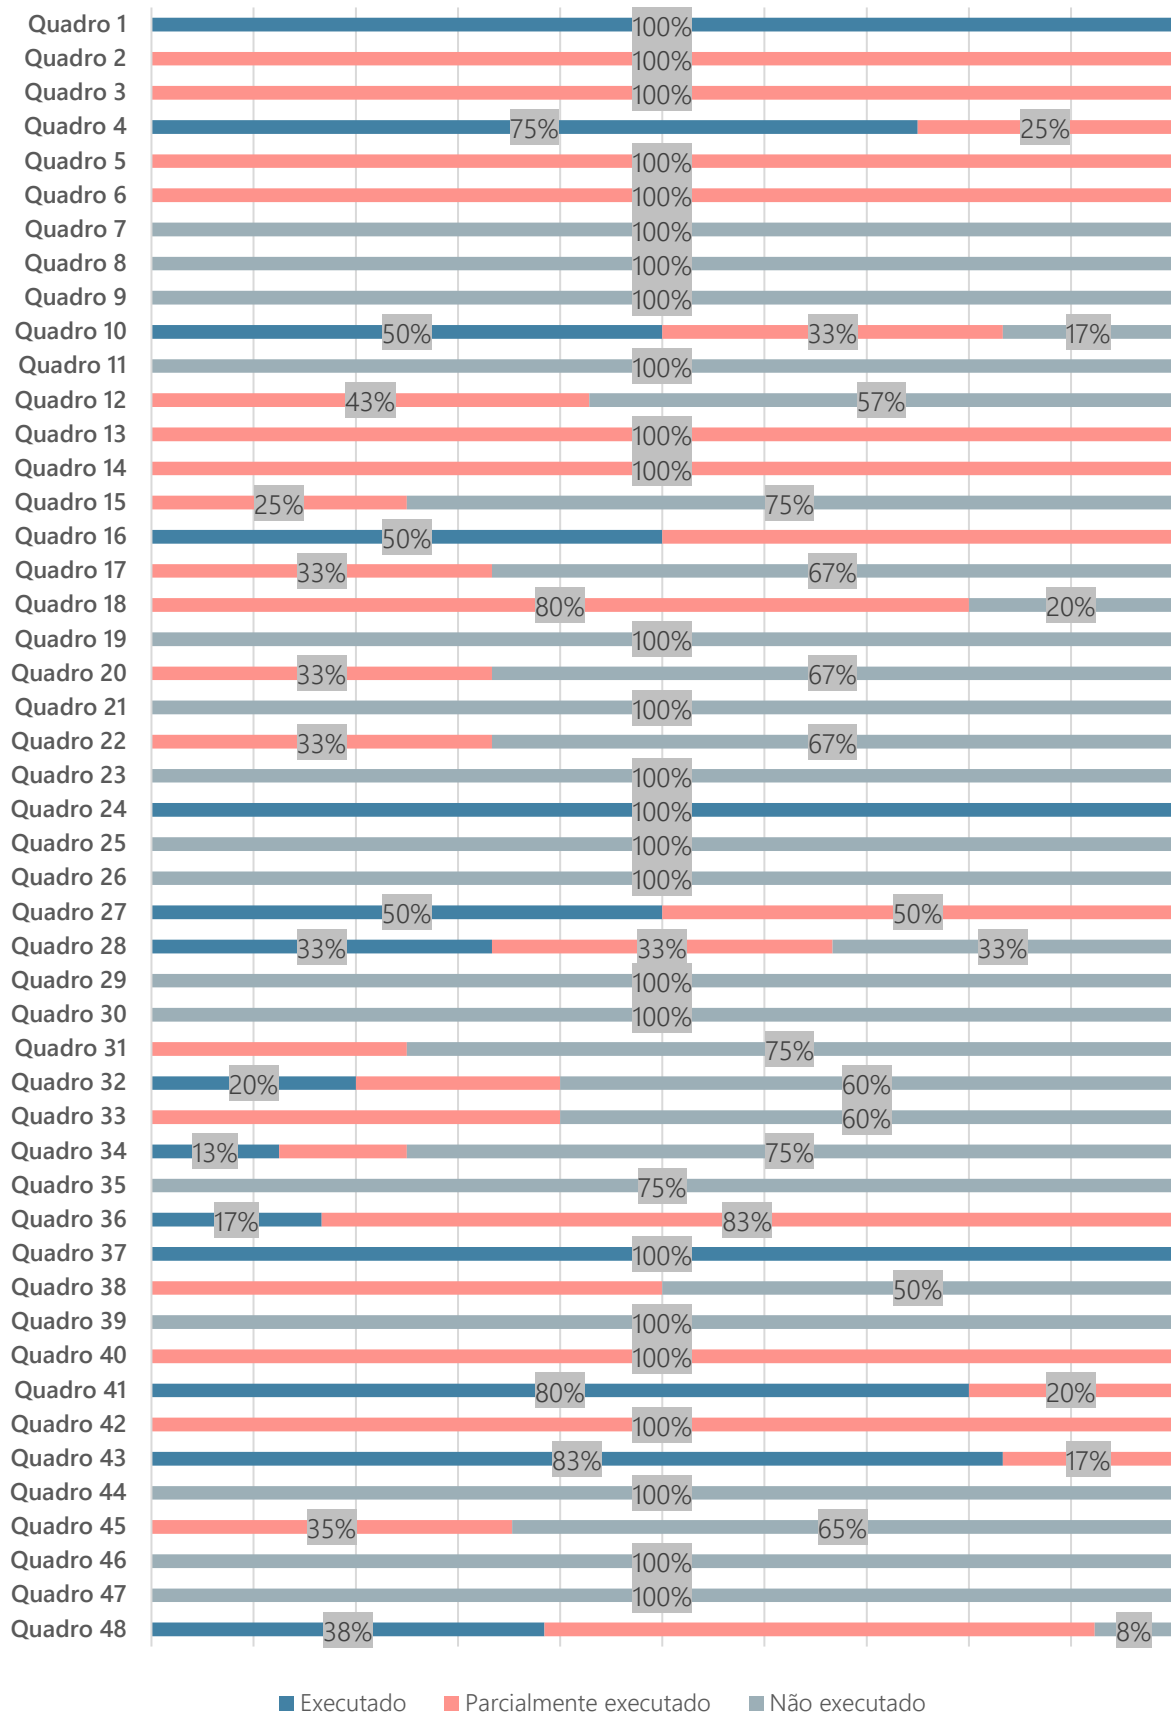 Quadro 1 100%
Quadro 2 100%
Quadro 3 100%
Quadro 4 75% 25%
Quadro 5 100%
Quadro 6 100%
Quadro 7 100%
Quadro 8 100%
Quadro 9 100%
Quadro 10 50% 33% 17%
Quadro 11 100%
Quadro 12 43% 57%
Quadro 13 100%
Quadro 14 100%
Quadro 15 25% 75%
Quadro 16 50%
Quadro 17 33% 67%
Quadro 18 80% 20%
Quadro 19 100%
Quadro 20 33% 67%
Quadro 21 100%
Quadro 22 33% 67%
Quadro 23 100%
Quadro 24 100%
Quadro 25 100%
Quadro 26 100%
Quadro 27 50% 50%
Quadro 28 33% 33% 33%
Quadro 29 100%
Quadro 30 100%
Quadro 31 75%
Quadro 32 20% 60%
Quadro 33 60%
Quadro 34 13% 75%
Quadro 35 75%
Quadro 36 17% 83%
Quadro 37 100%
Quadro 38 50%
Quadro 39 100%
Quadro 40 100%
Quadro 41 80% 20%
Quadro 42 100%
Quadro 43 83% 17%
Quadro 44 100%
Quadro 45 35% 65%
Quadro 46 100%
Quadro 47 100%
Quadro 48 38% 8%
Executado Parcialmente executado Não executado